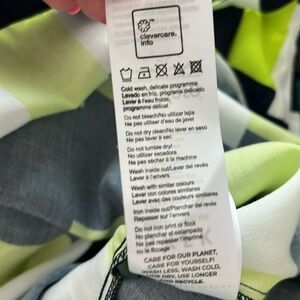 clevercare.
info
Cold wash, delicate programme
Lavado en frío, programa delicado
Laver à l'eau froide,
programme délicat
Do not bleach/No utilizar lejía
Ne pas utiliser d'eau de javel
Do not dry clean/No lavar en seco
Ne pas laver à sec
Do not tumble dry/
No utilizar secadora
Ne pas sécher à la machine
Wash inside out/Lavar del revés
Laver à l'envers
Wash with similar colours
Lavar con colores similares
Laver avec des couleurs similaires
Iron inside out/Planchar del revés
Repasser sur l'envers
Do not iron print or flock
No planchar el estampado
Ne pas repasser l'imprimé
ou le flocage
CARE FOR OUR PLANET,
CARE FOR YOURSELF!
WASH LESS, WASH COLD,
LINE DRY, USE LONGER
AND RECYCLE.